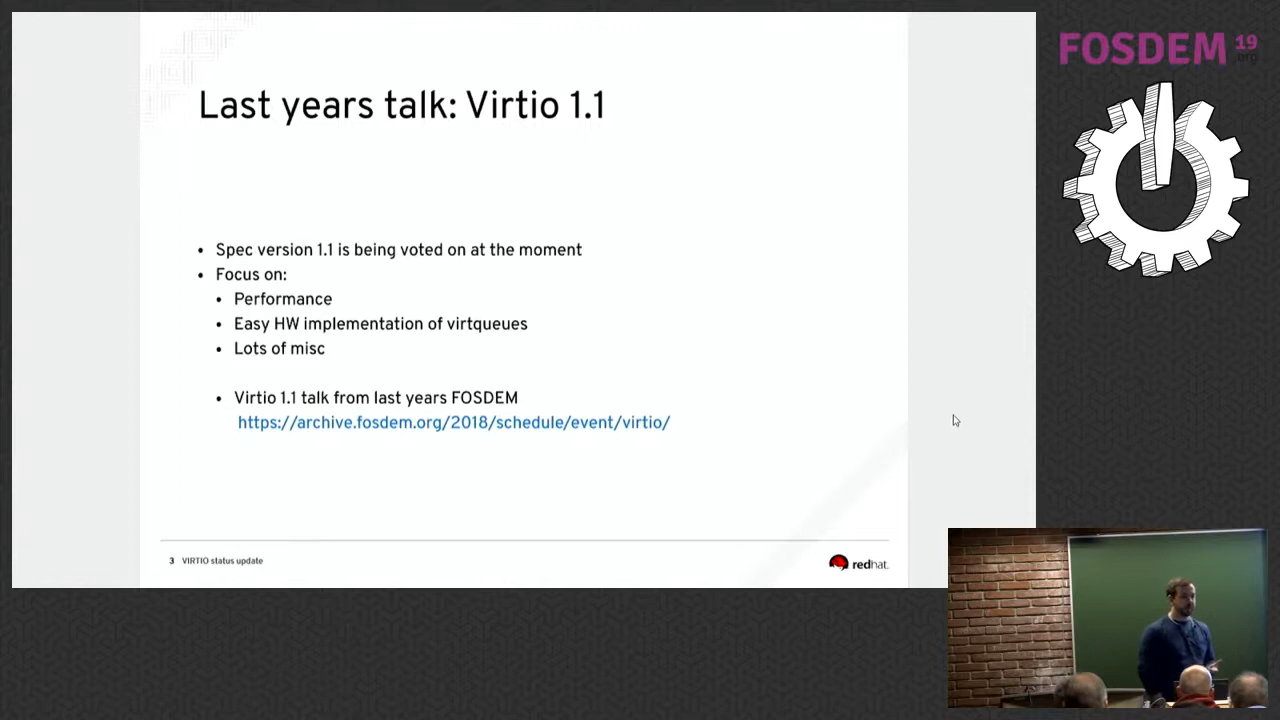 Last years talk: Virtio 1.1
• Spec version 1.1 is being voted on at the moment
• Focus on:
• Performance
• Easy HW implementation of virtqueues
• Lots of misc
• Virtio 1.1 talk from last years FOSDEM
https://archive.fosdem.org/2018/schedule/event/virtio/
3 VIRTIO status update
redhat.
FOSDEM 19
org